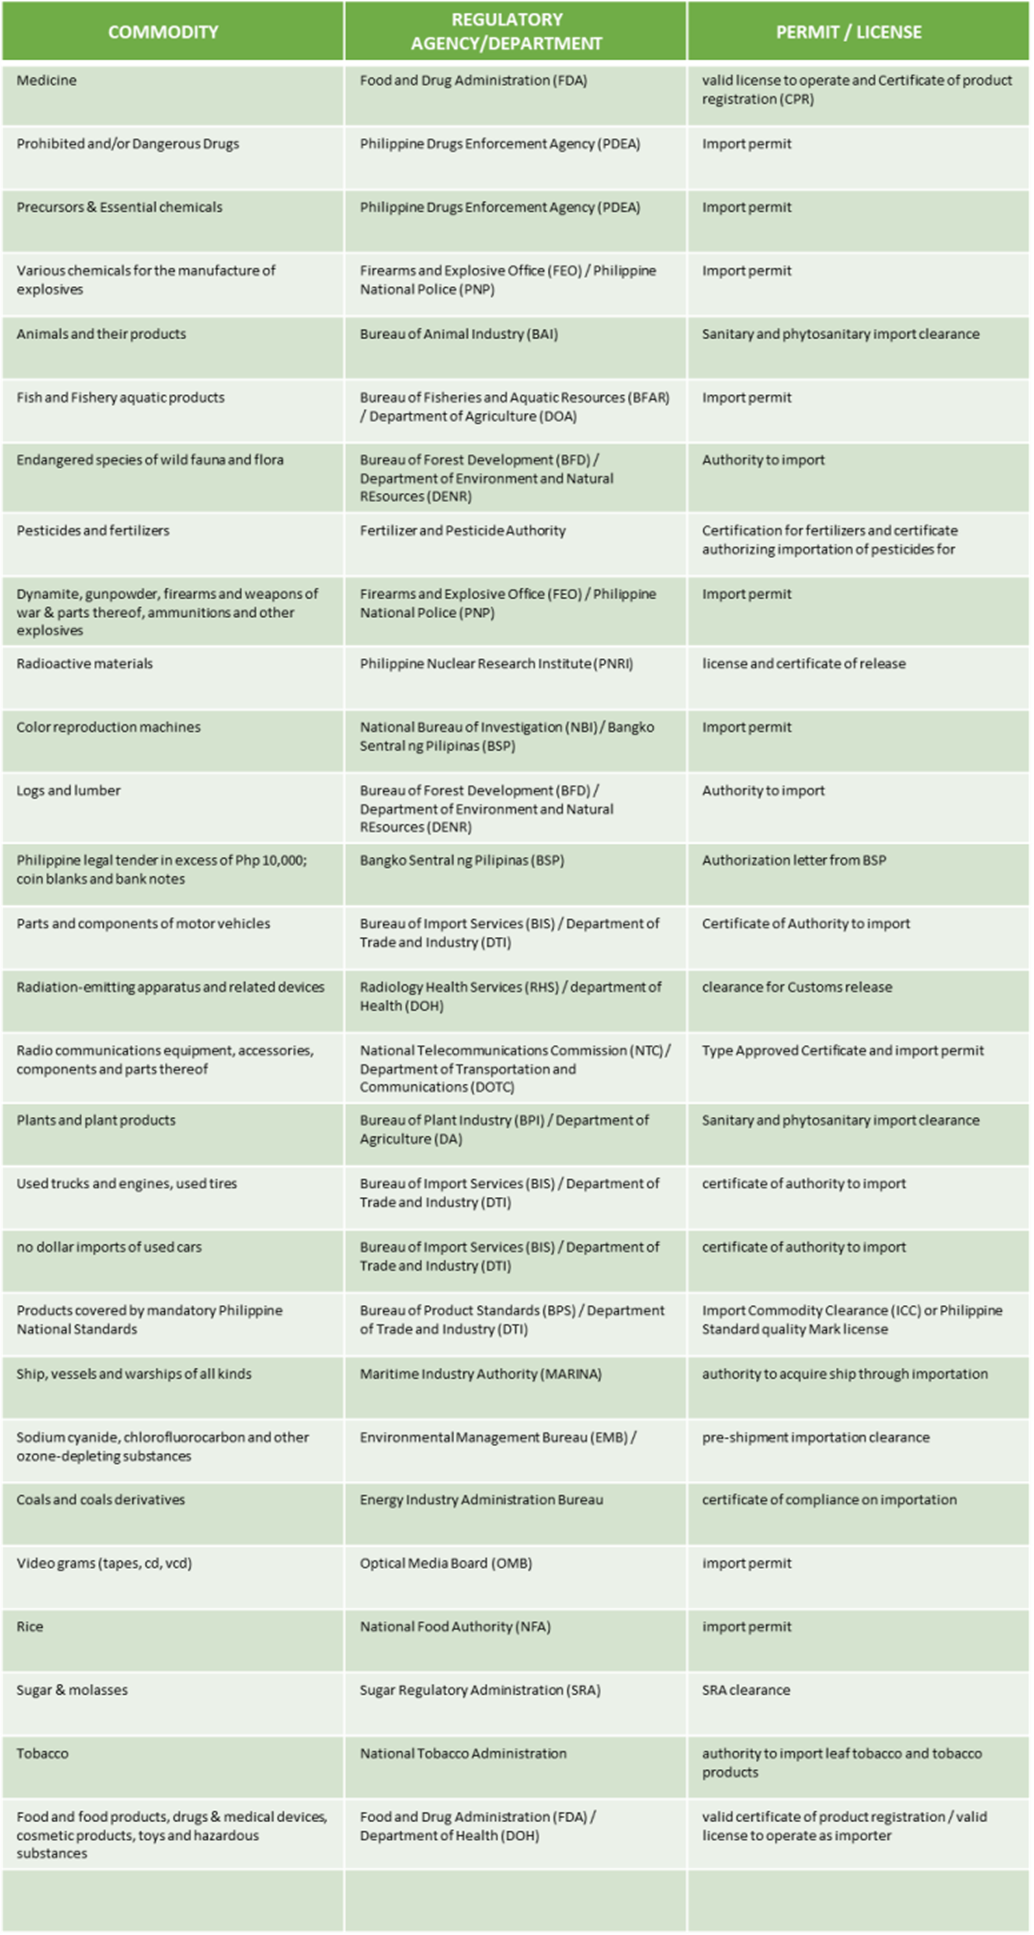 COMMODITY
REGULATORY
AGENCY/DEPARTMENT
PERMIT / LICENSE
Medicine
Food and Drug Administration (FDA)
valid license to operate and Certificate of product
registration (CPR)
Prohibited and/or Dangerous Drugs
Philippine Drugs Enforcement Agency (PDEA)
Import permit
Precursors & Essential chemicals
Philippine Drugs Enforcement Agency (PDEA)
Import permit
Various chemicals for the manufacture of
explosives
Firearms and Explosive Office (FEO) / Philippine
National Police (PNP)
Import permit
Animals and their products
Bureau of Animal Industry (BAI)
Sanitary and phytosanitary import clearance
Fish and Fishery aquatic products
Bureau of Fisheries and Aquatic Resources (BFAR)
/ Department of Agriculture (DOA)
Import permit
Endangered species of wild fauna and flora
Bureau of Forest Development (BFD) /
Department of Environment and Natural
REsources (DENR)
Authority to import
Pesticides and fertilizers
Fertilizer and Pesticide Authority
Certification for fertilizers and certificate
authorizing importation of pesticides for
Dynamite, gunpowder, firearms and weapons of
war & parts thereof, ammunitions and other
explosives
Firearms and Explosive Office (FEO) / Philippine
National Police (PNP)
Import permit
Radioactive materials
Philippine Nuclear Research Institute (PNRI)
license and certificate of release
Color reproduction machines
National Bureau of Investigation (NBI) / Bangko
Sentral ng Pilipinas (BSP)
Import permit
Logs and lumber
Bureau of Forest Development (BFD) /
Department of Environment and Natural
REsources (DENR)
Authority to import
Philippine legal tender in excess of Php 10,000;
coin blanks and bank notes
Bangko Sentral ng Pilipinas (BSP)
Authorization letter from BSP
Parts and components of motor vehicles
Bureau of Import Services (BIS) / Department of
Trade and Industry (DTI)
Certificate of Authority to import
Radiation-emitting apparatus and related devices
Radiology Health Services (RHS) / department of
Health (DOH)
clearance for Customs release
Radio communications equipment, accessories,
components and parts thereof
National Telecommunications Commission (NTC) /
Department of Transportation and
Communications (DOTC)
Type Approved Certificate and import permit
Plants and plant products
Bureau of Plant Industry (BPI) / Department of
Agriculture (DA)
Sanitary and phytosanitary import clearance
Used trucks and engines, used tires
Bureau of Import Services (BIS) / Department of
Trade and Industry (DTI)
certificate of authority to import
no dollar imports of used cars
Bureau of Import Services (BIS) / Department of
Trade and Industry (DTI)
certificate of authority to import
Products covered by mandatory Philippine
National Standards
Bureau of Product Standards (BPS) / Department
of Trade and Industry (DTI)
Import Commodity Clearance (ICC) or Philippine
Standard quality Mark license
Ship, vessels and warships of all kinds
Maritime Industry Authority (MARINA)
authority to acquire ship through importation
Sodium cyanide, chlorofluorocarbon and other
ozone-depleting substances
Environmental Management Bureau (EMB) /
pre-shipment importation clearance
Coals and coals derivatives
Energy Industry Administration Bureau
certificate of compliance on importation
Video grams (tapes, cd, vcd)
Optical Media Board (OMB)
import permit
Rice
National Food Authority (NFA)
import permit
Sugar & molasses
Sugar Regulatory Administration (SRA)
SRA clearance
Tobacco
National Tobacco Administration
authority to import leaf tobacco and tobacco
products
Food and food products, drugs & medical devices,
cosmetic products, toys and hazardous
substances
Food and Drug Administration (FDA) /
Department of Health (DOH)
valid certificate of product registration / valid
license to operate as importer